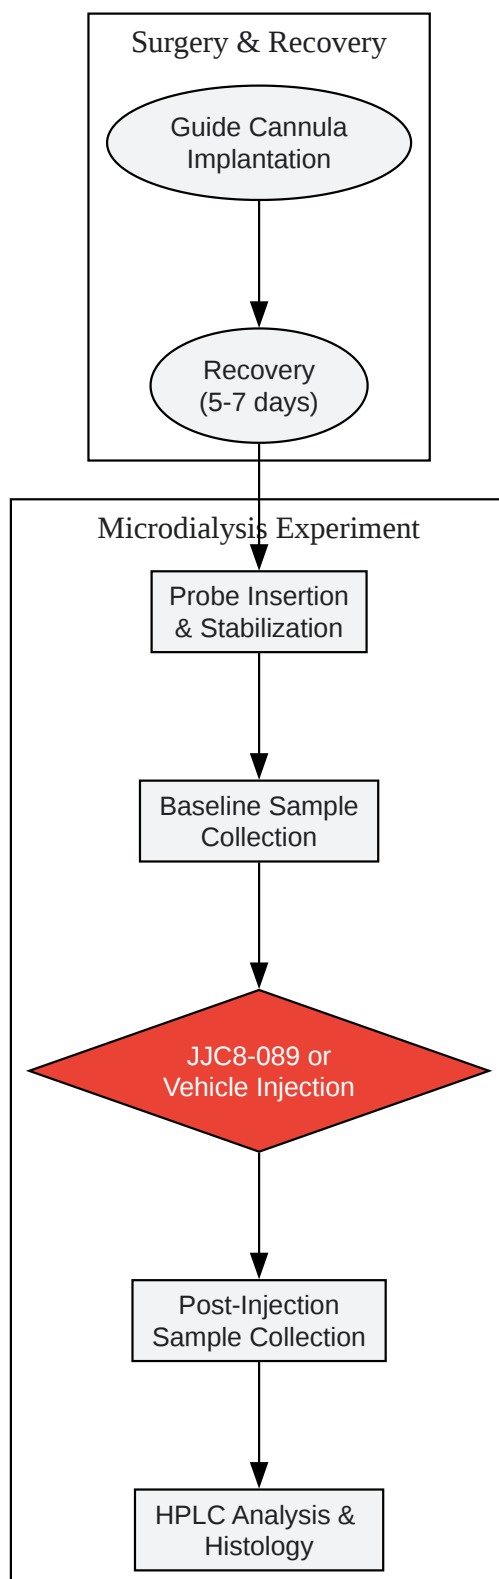 Surgery & Recovery
Guide Cannula
Implantation
Recovery
(5-7 days)
Microdialysis Experiment
Probe Insertion
& Stabilization
Baseline Sample
Collection
JJC8-089 or
Vehicle Injection
Post-Injection
Sample Collection
HPLC Analysis &
Histology